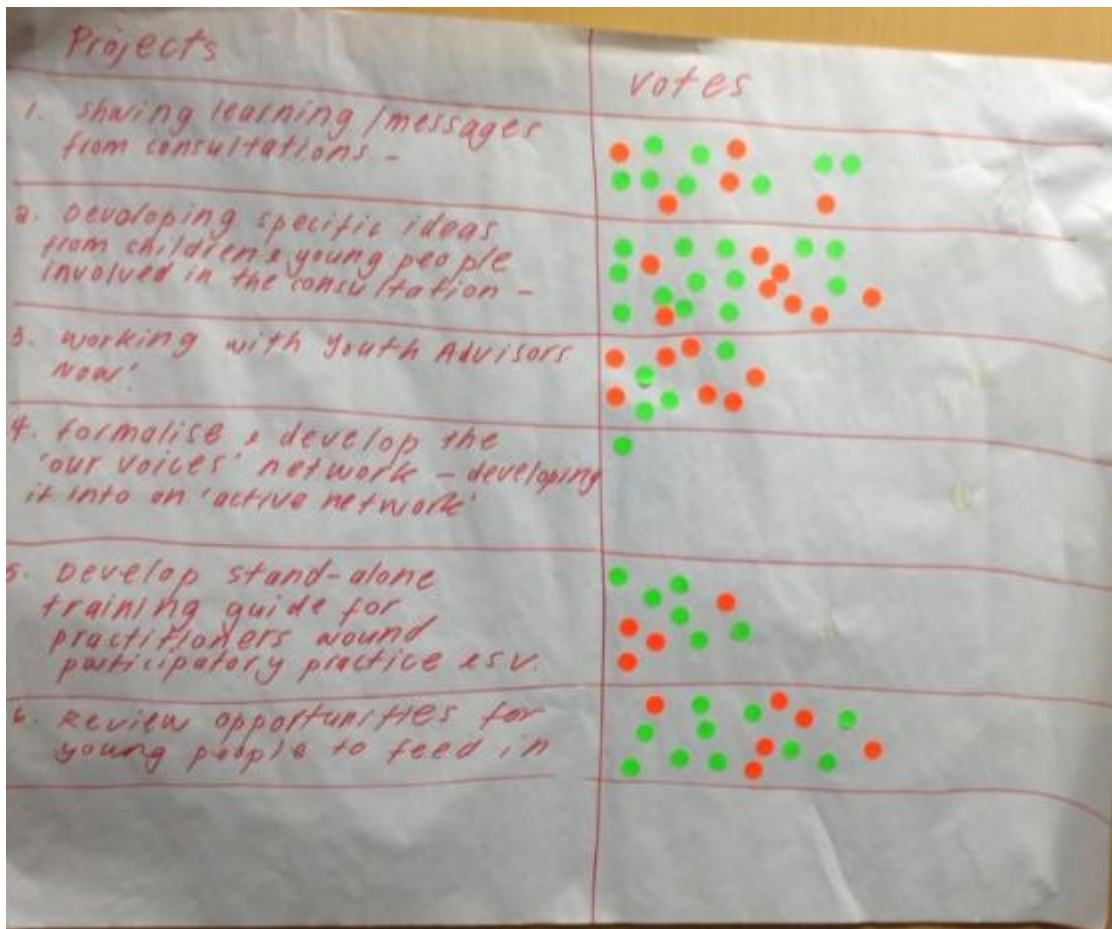 Projects
votes
1. Sharing learning / messages
from consultations -
2. Developing specific ideas
from children & young people
involved in the consultation -
3. working with Youth Advisors
Now!
4. formalise & develop the
'our voices' network - developing
it into an 'active network'
5. Develop stand-alone
training guide for
practitioners around
participatory practice & s.v.
6. Review opportunities for
young people to feed in